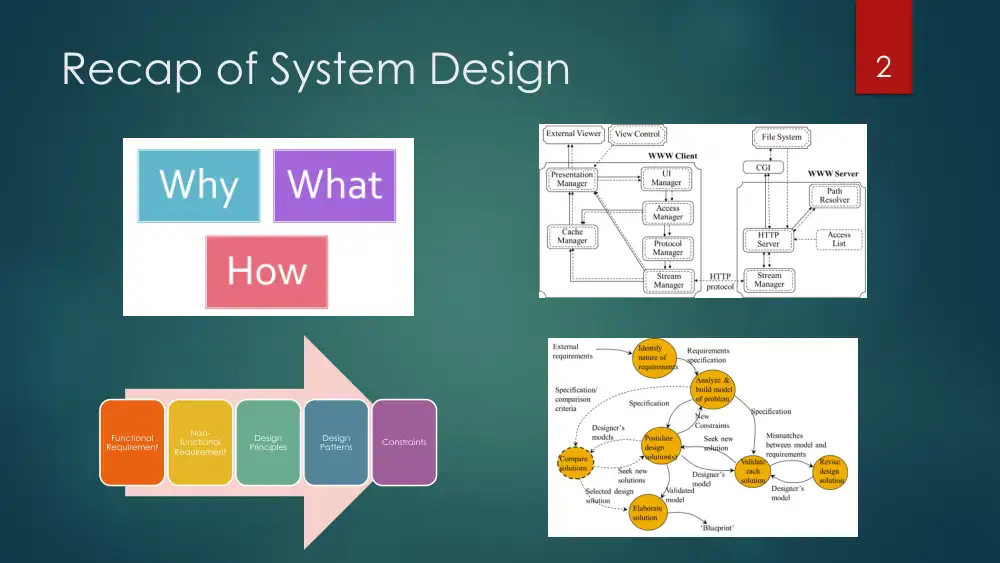 Recap of System Design
2
Why
What
How
External Viewer
View Control
File System
WWW Client
CGI
WWW Server
Presentation
Manager
UI
Manager
Path
Resolver
Access
Manager
Cache
Manager
Protocol
Manager
HTTP
Server
Access
List
Stream
Manager
HTTP
protocol
Stream
Manager
Functional
Requirement
Non-
functional
Requirement
Design
Principles
Design
Patterns
Constraints
External
requirements
Identify
nature of
requirements
Requirements
specification
Analyze &
build model
of problem
Specification/
comparison
criteria
Specification
New
Constraints
Specification
Designer's
models
Postulate
design
solution(s)
Seek new
solution
Mismatches
between model and
requirements
Compare
solutions
Seek new
solutions
Designer's
model
Validate
each
solution
Designer's
model
Revise
design
solution
Selected design
solution
Validated
model
Elaborate
solution
'Blueprint'